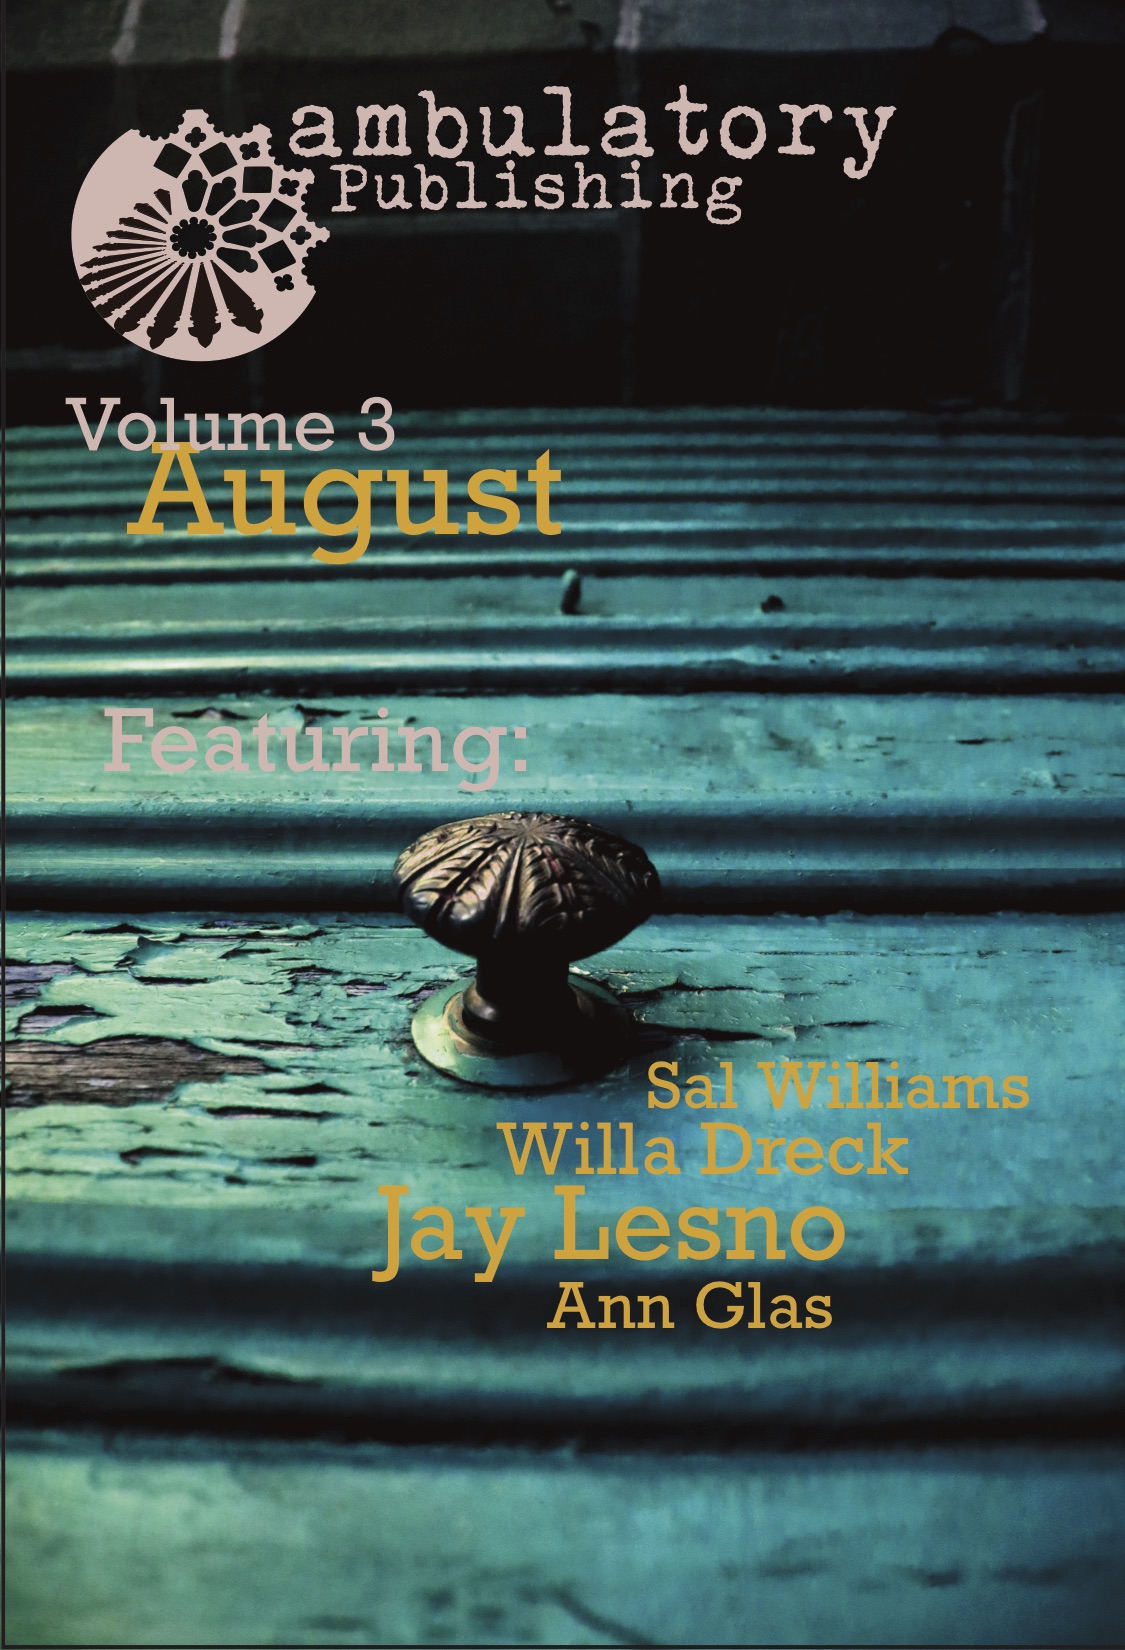 ambulatory
Publishing
Volume 3
August
Featuring:
Sal Williams
Willa Dreck
Jay Lesno
Ann Glas